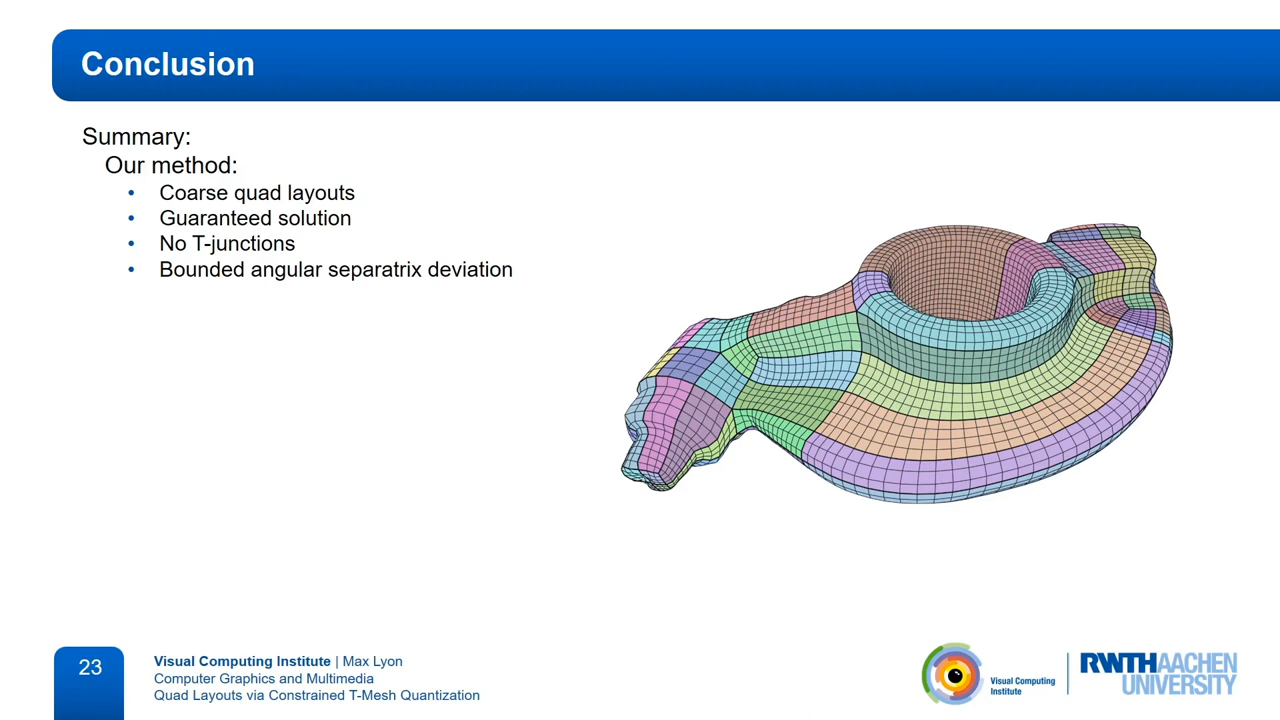 Conclusion
Summary:
Our method:
• Coarse quad layouts
• Guaranteed solution
• No T-junctions
• Bounded angular separatrix deviation
23
Visual Computing Institute | Max Lyon
Computer Graphics and Multimedia
Quad Layouts via Constrained T-Mesh Quantization
Visual Computing
Institute
RWTHAACHEN
UNIVERSITY